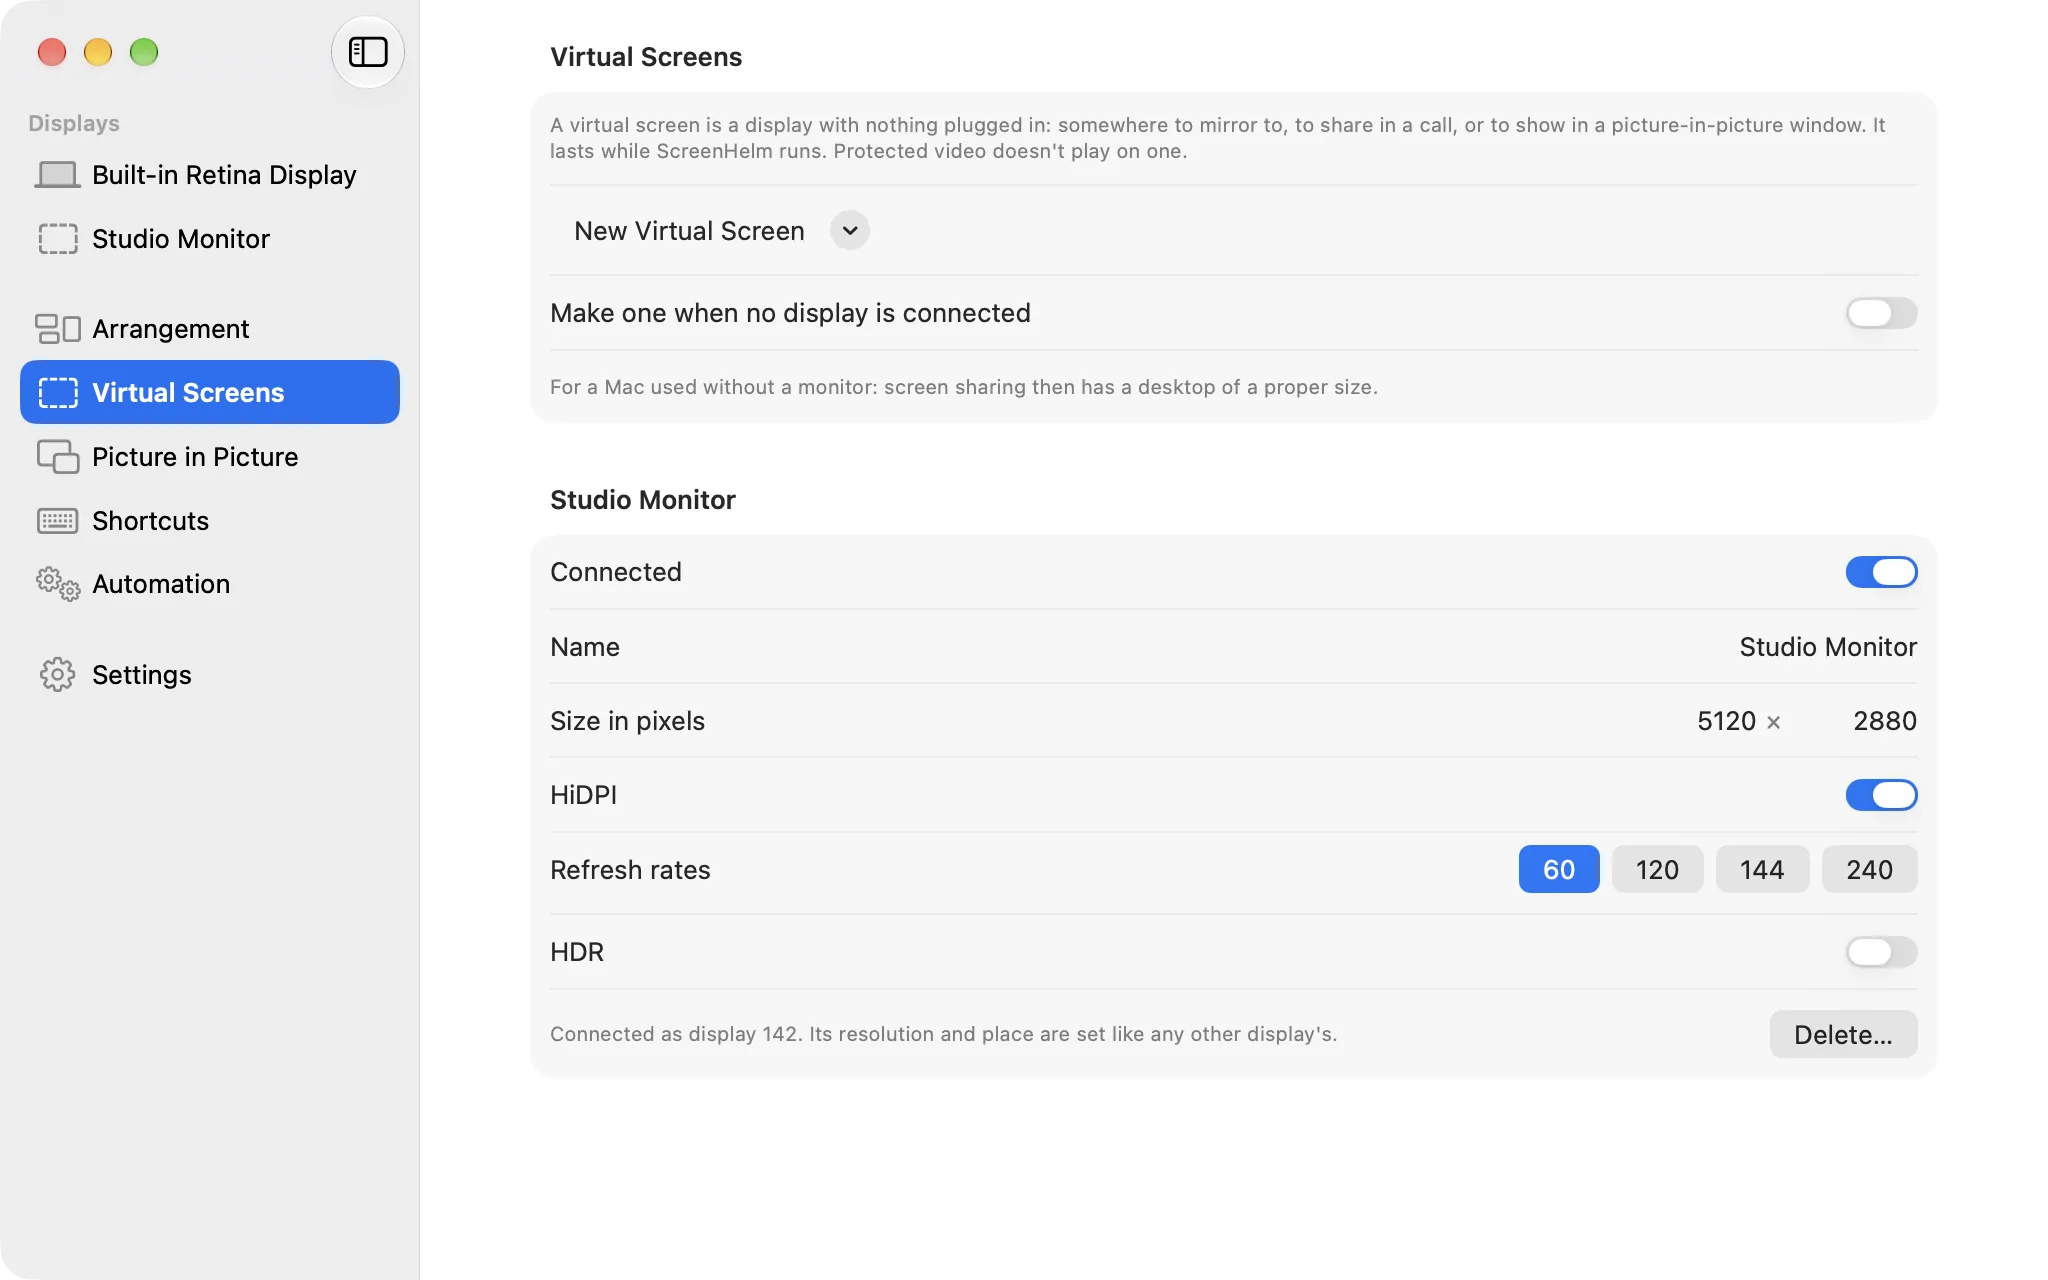 Displays
Built-in Retina Display
Studio Monitor
Arrangement
Virtual Screens
Picture in Picture
Shortcuts
Automation
Settings
Virtual Screens
A virtual screen is a display with nothing plugged in: somewhere to mirror to, to share in a call, or to show in a picture-in-picture window. It
lasts while ScreenHelm runs. Protected video doesn't play on one.
New Virtual Screen
Make one when no display is connected
For a Mac used without a monitor: screen sharing then has a desktop of a proper size.
Studio Monitor
Connected
Name Studio Monitor
Size in pixels 5120 × 2880
HiDPI
Refresh rates 60 120 144 240
HDR
Connected as display 142. Its resolution and place are set like any other display's. Delete...